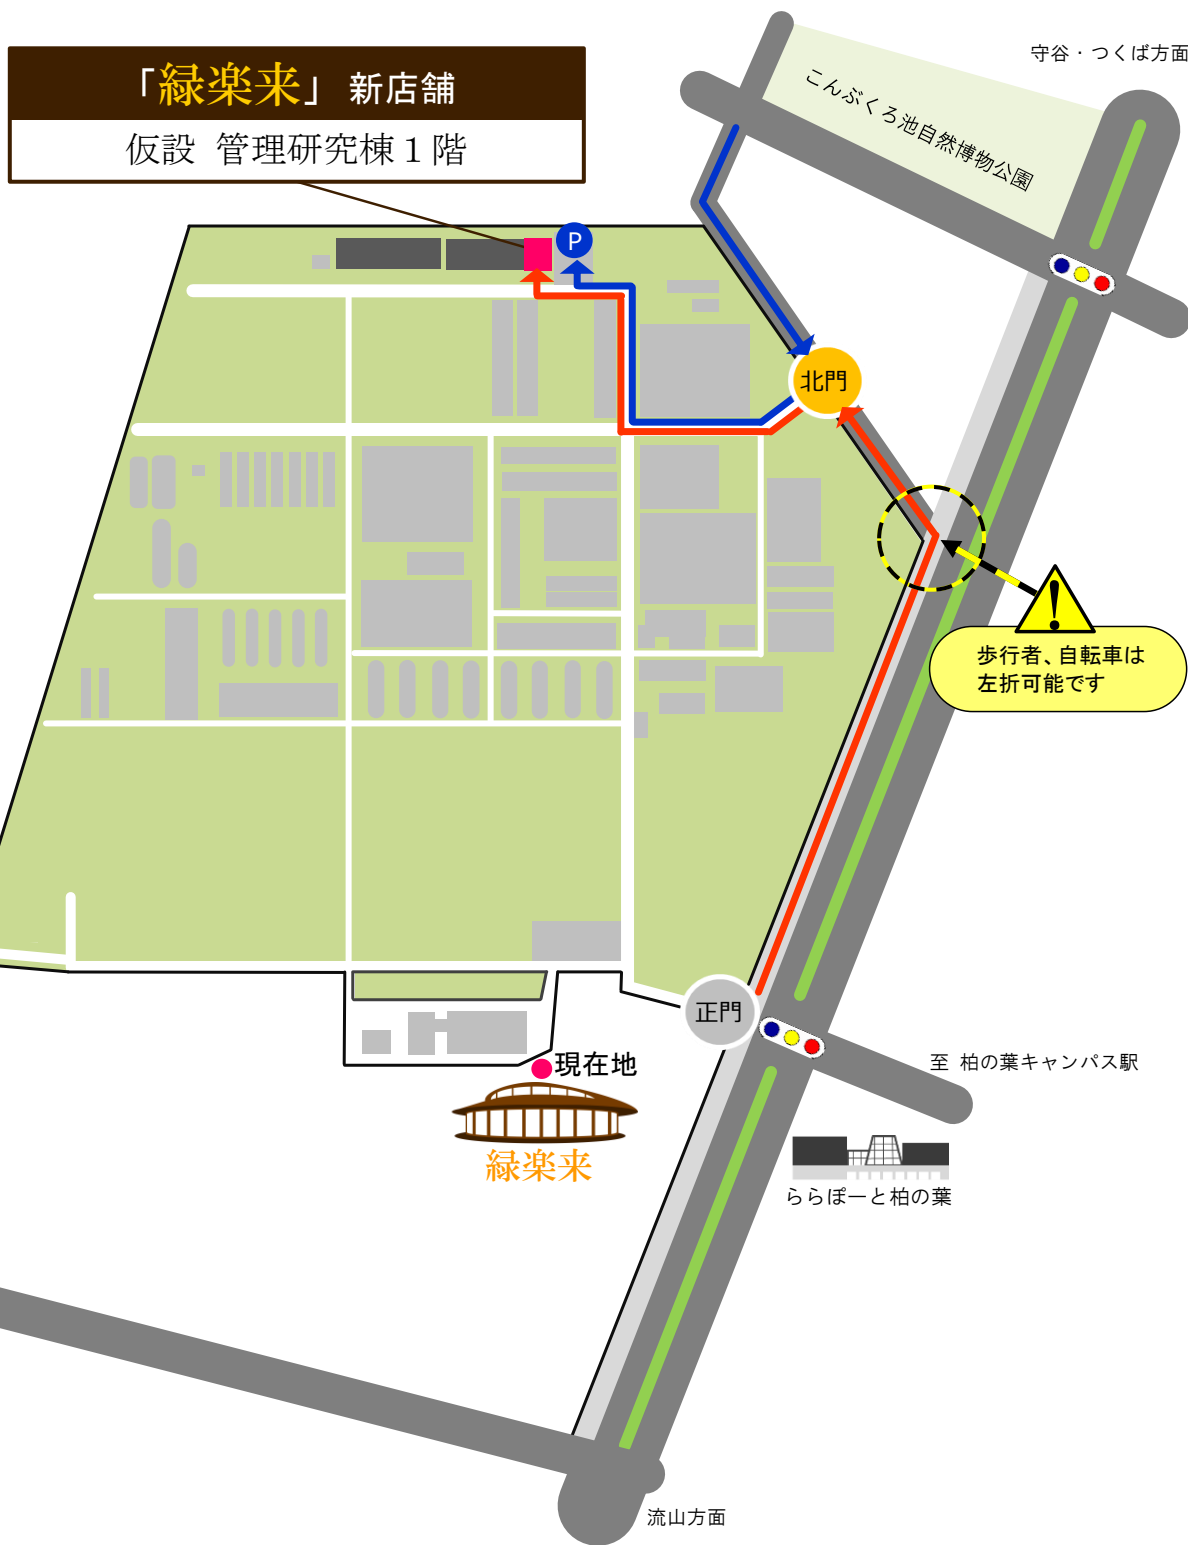 「緑楽来」 新店舗
仮設 管理研究棟1階
守谷・つくば方面
こんぶくろ池自然博物公園
P
北門
歩行者、自転車は
左折可能です
正門
現在地
緑楽来
至 柏の葉キャンパス駅
ららぽーと柏の葉
流山方面